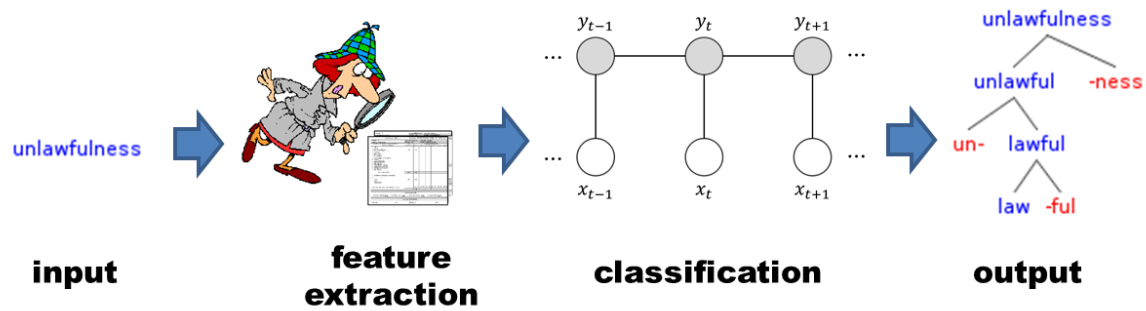 unlawfulness
input
feature
extraction
y_{t-1} y_t y_{t+1}
... ...
... ...
x_{t-1} x_t x_{t+1}
classification
unlawfulness
unlawful -ness
un- lawful
law -ful
output